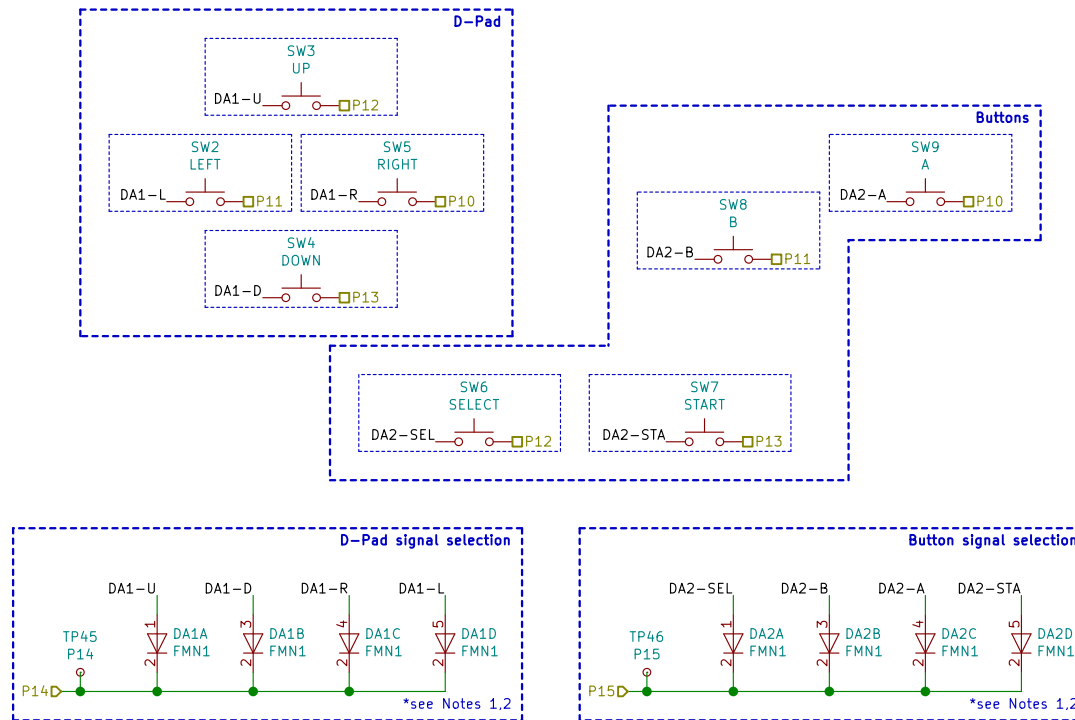 D-Pad
SW3
UP
DA1-U P12
SW2
LEFT
DA1-L P11
SW5
RIGHT
DA1-R P10
SW4
DOWN
DA1-D P13
Buttons
SW9
A
DA2-A P10
SW8
B
DA2-B P11
SW6
SELECT
DA2-SEL P12
SW7
START
DA2-STA P13
D-Pad signal selection
DA1-U DA1-D DA1-R DA1-L
1 3 4 5
TP45 DA1A DA1B DA1C DA1D
P14 FMN1 FMN1 FMN1 FMN1
2 2 2 2
P14
*see Notes 1,2
Button signal selection
DA2-SEL DA2-B DA2-A DA2-STA
1 3 4 5
TP46 DA2A DA2B DA2C DA2D
P15 FMN1 FMN1 FMN1 FMN1
2 2 2 2
P15
*see Notes 1,2